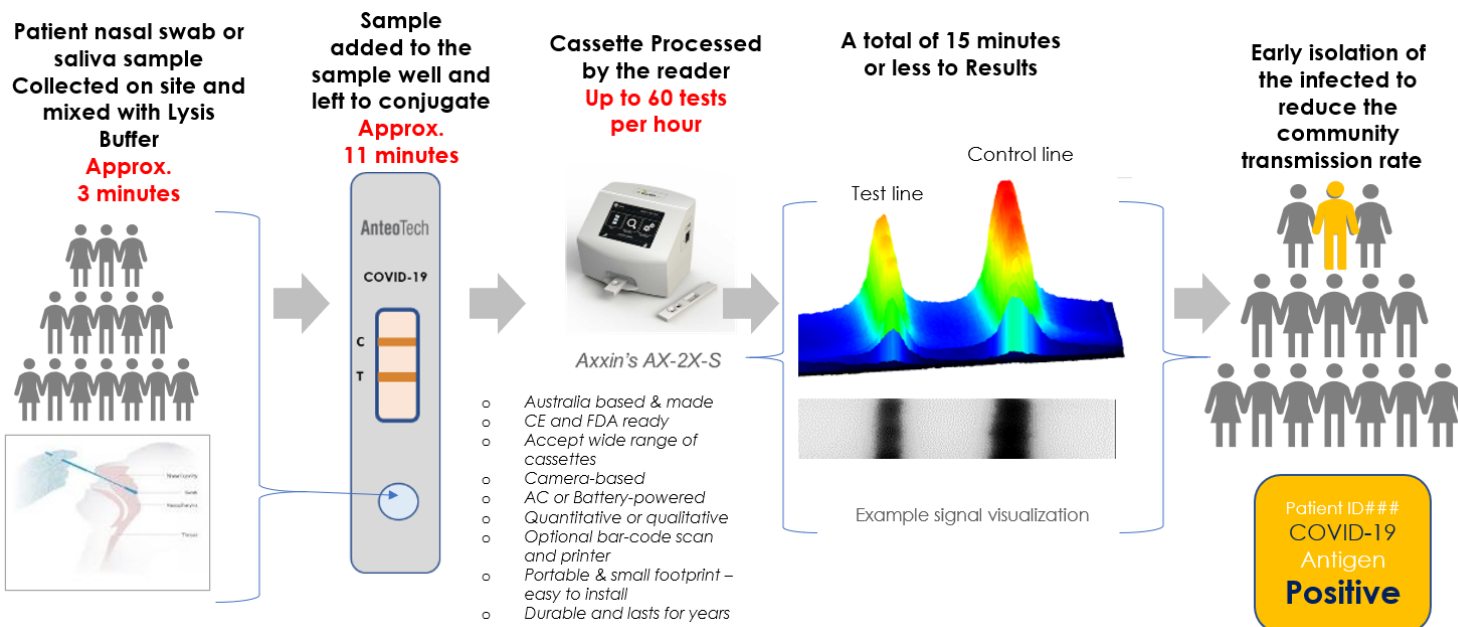 Patient nasal swab or
saliva sample
Collected on site and
mixed with Lysis
Buffer
Approx.
3 minutes
Sample
added to the
sample well and
left to conjugate
Approx.
11 minutes
AnteoTech
COVID-19
C
T
Cassette Processed
by the reader
Up to 60 tests
per hour
Axxin's AX-2X-S
o Australia based & made
o CE and FDA ready
o Accept wide range of
cassettes
o Camera-based
o AC or Battery-powered
o Quantitative or qualitative
o Optional bar-code scan
and printer
o Portable & small footprint –
easy to install
o Durable and lasts for years
A total of 15 minutes
or less to Results
Control line
Test line
Example signal visualization
Early isolation of
the infected to
reduce the
community
transmission rate
Patient ID###
COVID-19
Antigen
Positive
Nasal cavity
Swab
Throat